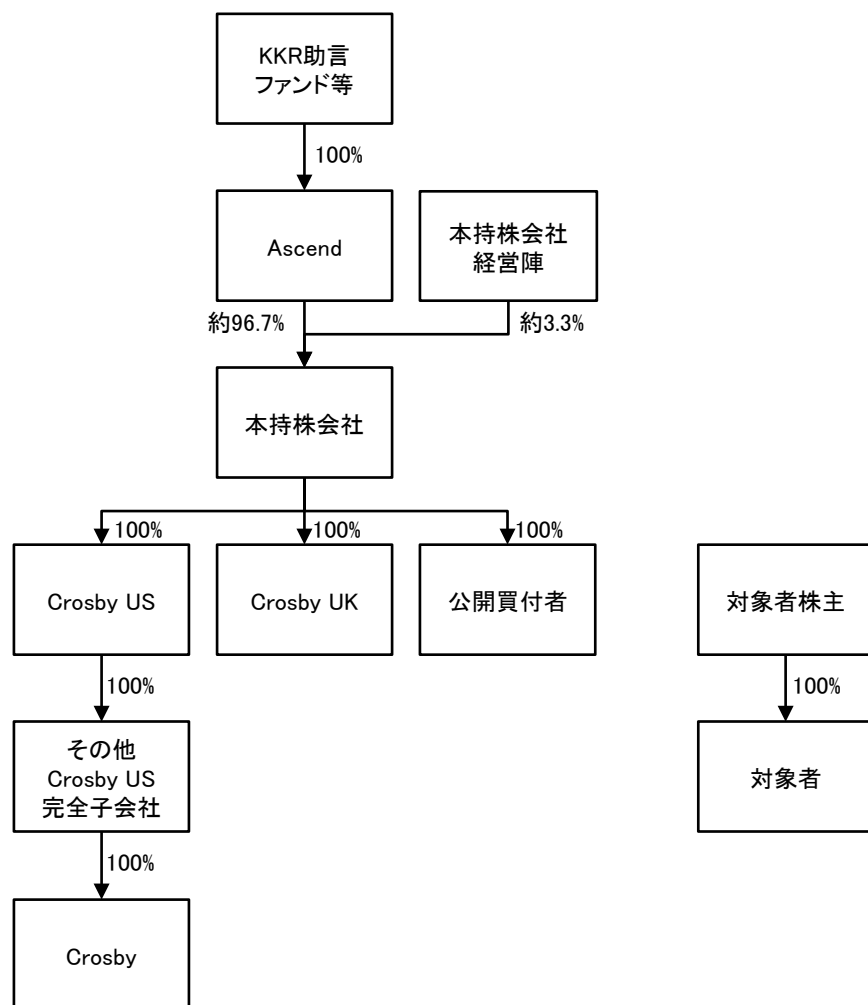 KKR助言
ファンド等
100%
Ascend
本持株会社
経営陣
約96.7%
約3.3%
本持株会社
100%
100%
100%
Crosby US
Crosby UK
公開買付者
対象者株主
100%
100%
その他
Crosby US
完全子会社
対象者
100%
Crosby